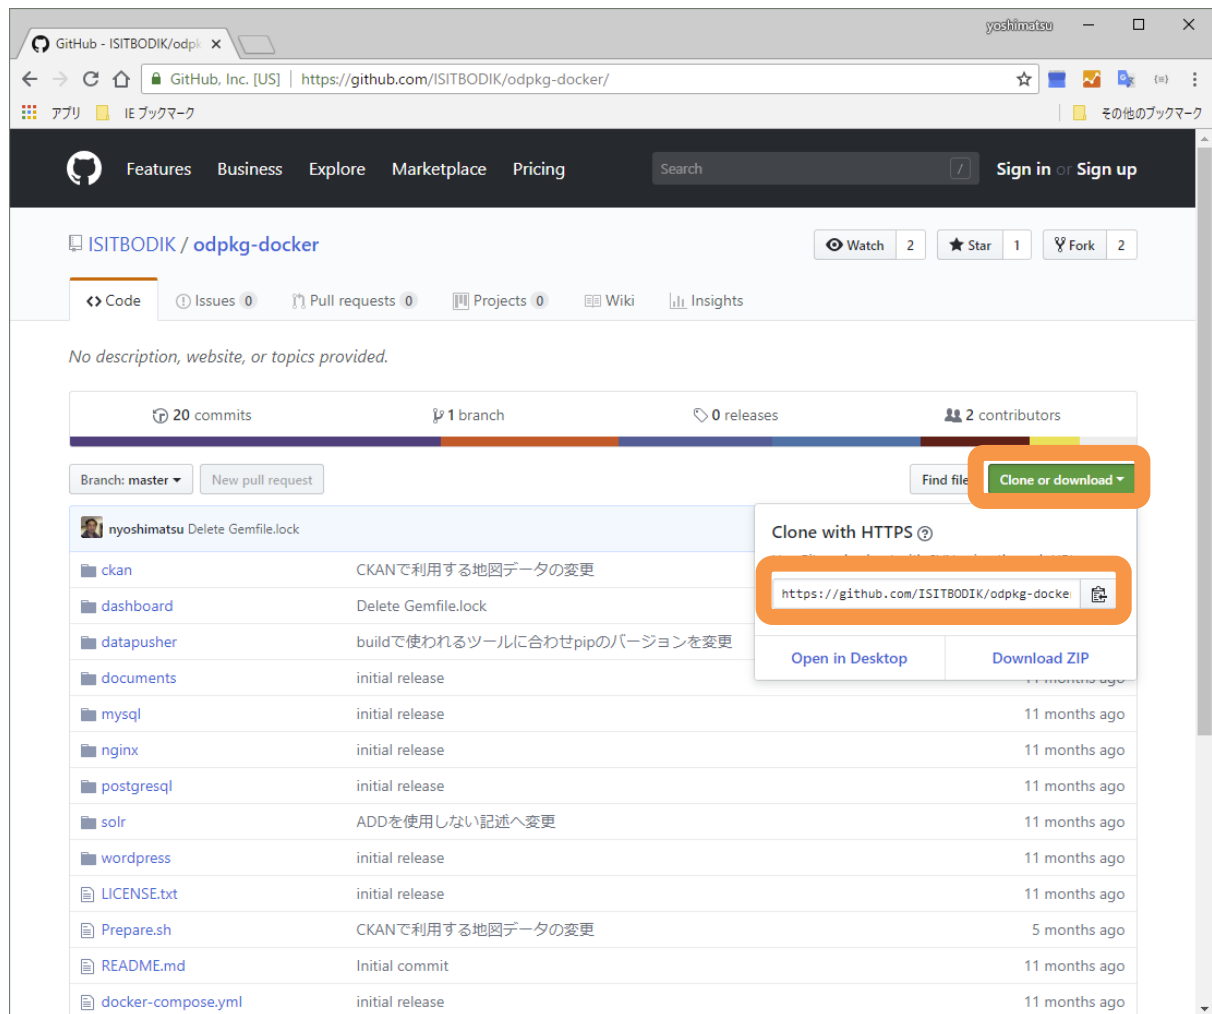 yoshimatsu
GitHub - ISITBODIK/odpk
GitHub, Inc. [US] | https://github.com/ISITBODIK/odpkg-docker/
アプリ IE ブックマーク その他のブックマーク
Features Business Explore Marketplace Pricing Search / Sign in or Sign up
ISITBODIK / odpkg-docker Watch 2 Star 1 Fork 2
Code Issues 0 Pull requests 0 Projects 0 Wiki Insights
No description, website, or topics provided.
20 commits 1 branch 0 releases 2 contributors
Branch: master New pull request Find file Clone or download
nyoshimatsu Delete Gemfile.lock
Clone with HTTPS
https://github.com/ISITBODIK/odpkg-docke
Open in Desktop Download ZIP
ckan CKANで利用する地図データの変更
dashboard Delete Gemfile.lock
datapusher buildで使われるツールに合わせpipのバージョンを変更
documents initial release 11 months ago
mysql initial release 11 months ago
nginx initial release 11 months ago
postgresql initial release 11 months ago
solr ADDを使用しない記述へ変更 11 months ago
wordpress initial release 11 months ago
LICENSE.txt initial release 11 months ago
Prepare.sh CKANで利用する地図データの変更 5 months ago
README.md Initial commit 11 months ago
docker-compose.yml initial release 11 months ago